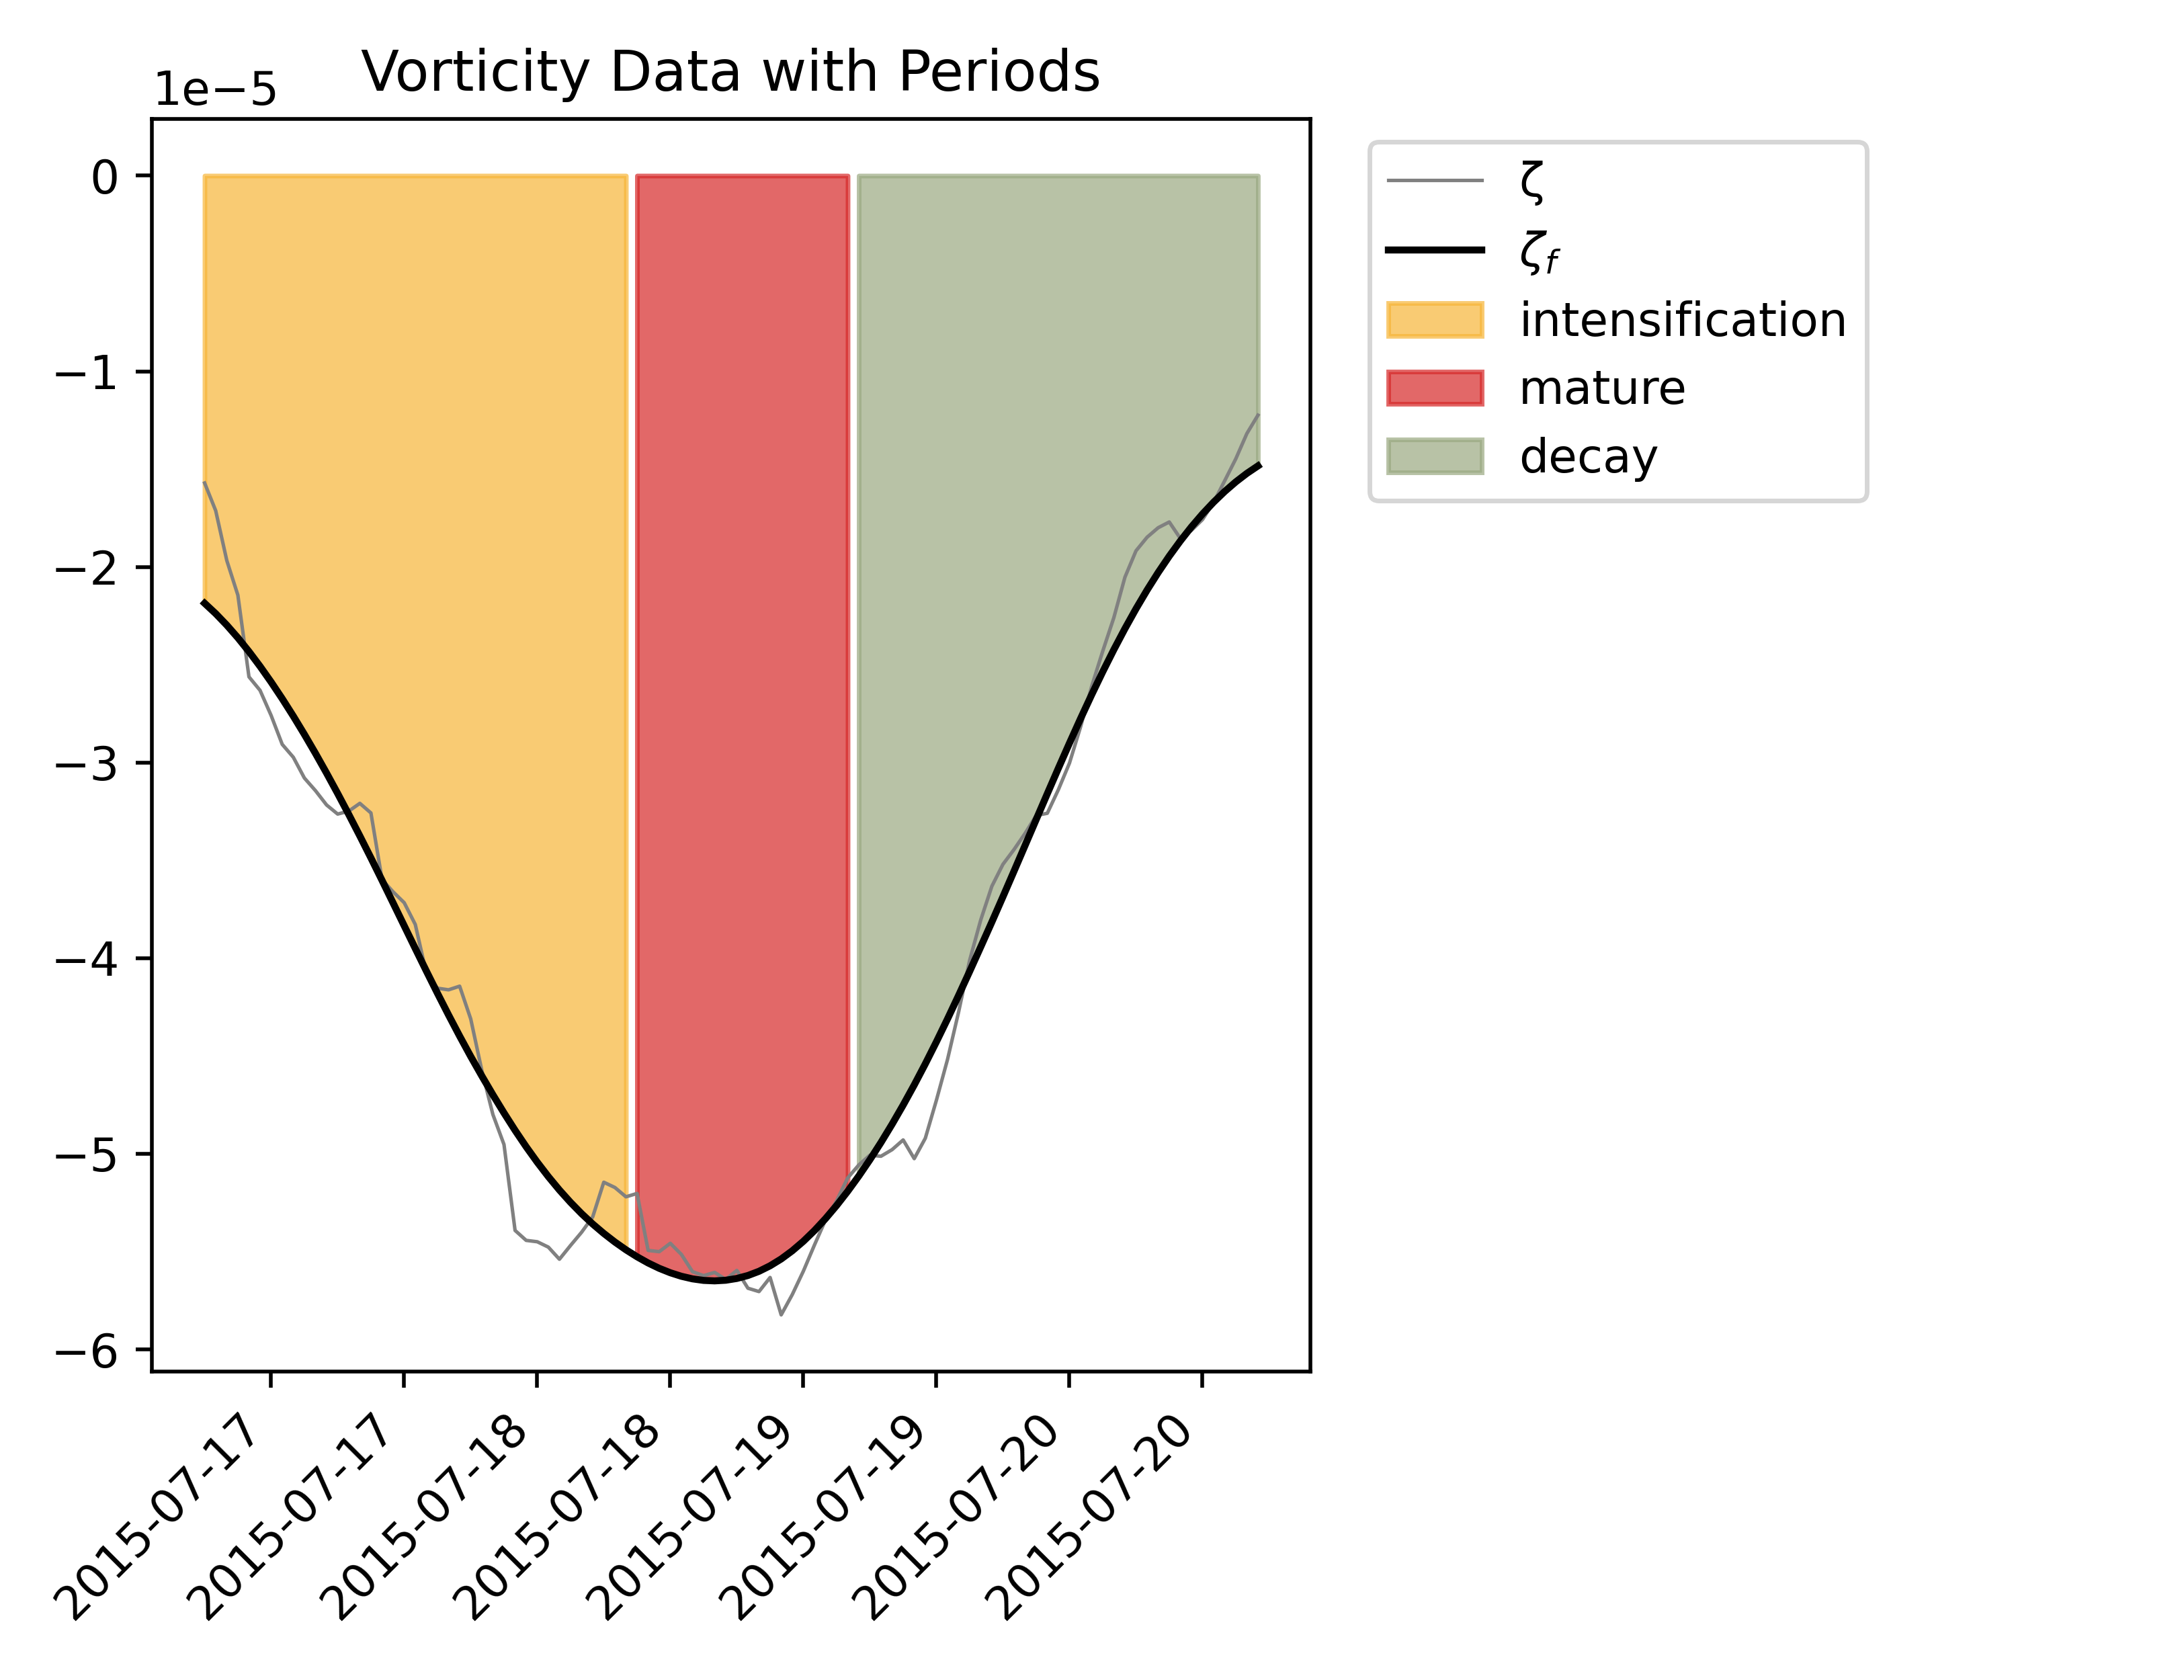 Vorticity Data with Periods
1e−5
0
−1
−2
−3
−4
−5
−6
2015-07-17
2015-07-17
2015-07-18
2015-07-18
2015-07-19
2015-07-19
2015-07-20
2015-07-20
ζ
ζf
intensification
mature
decay